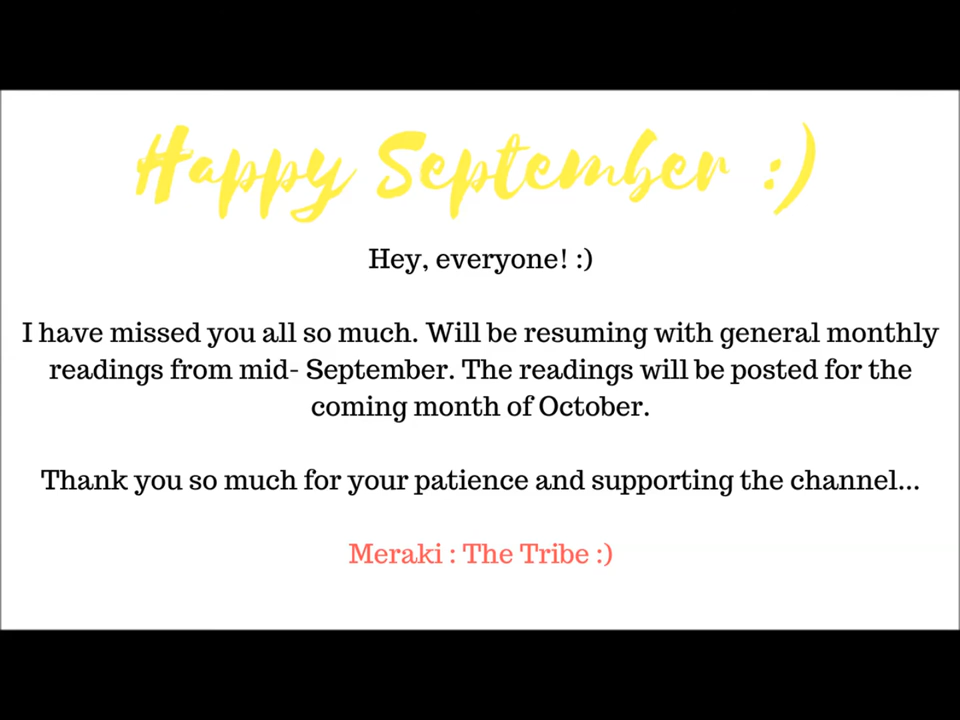 Happy September :)
Hey, everyone! :)
I have missed you all so much. Will be resuming with general monthly
readings from mid- September. The readings will be posted for the
coming month of October.
Thank you so much for your patience and supporting the channel...
Meraki : The Tribe :)